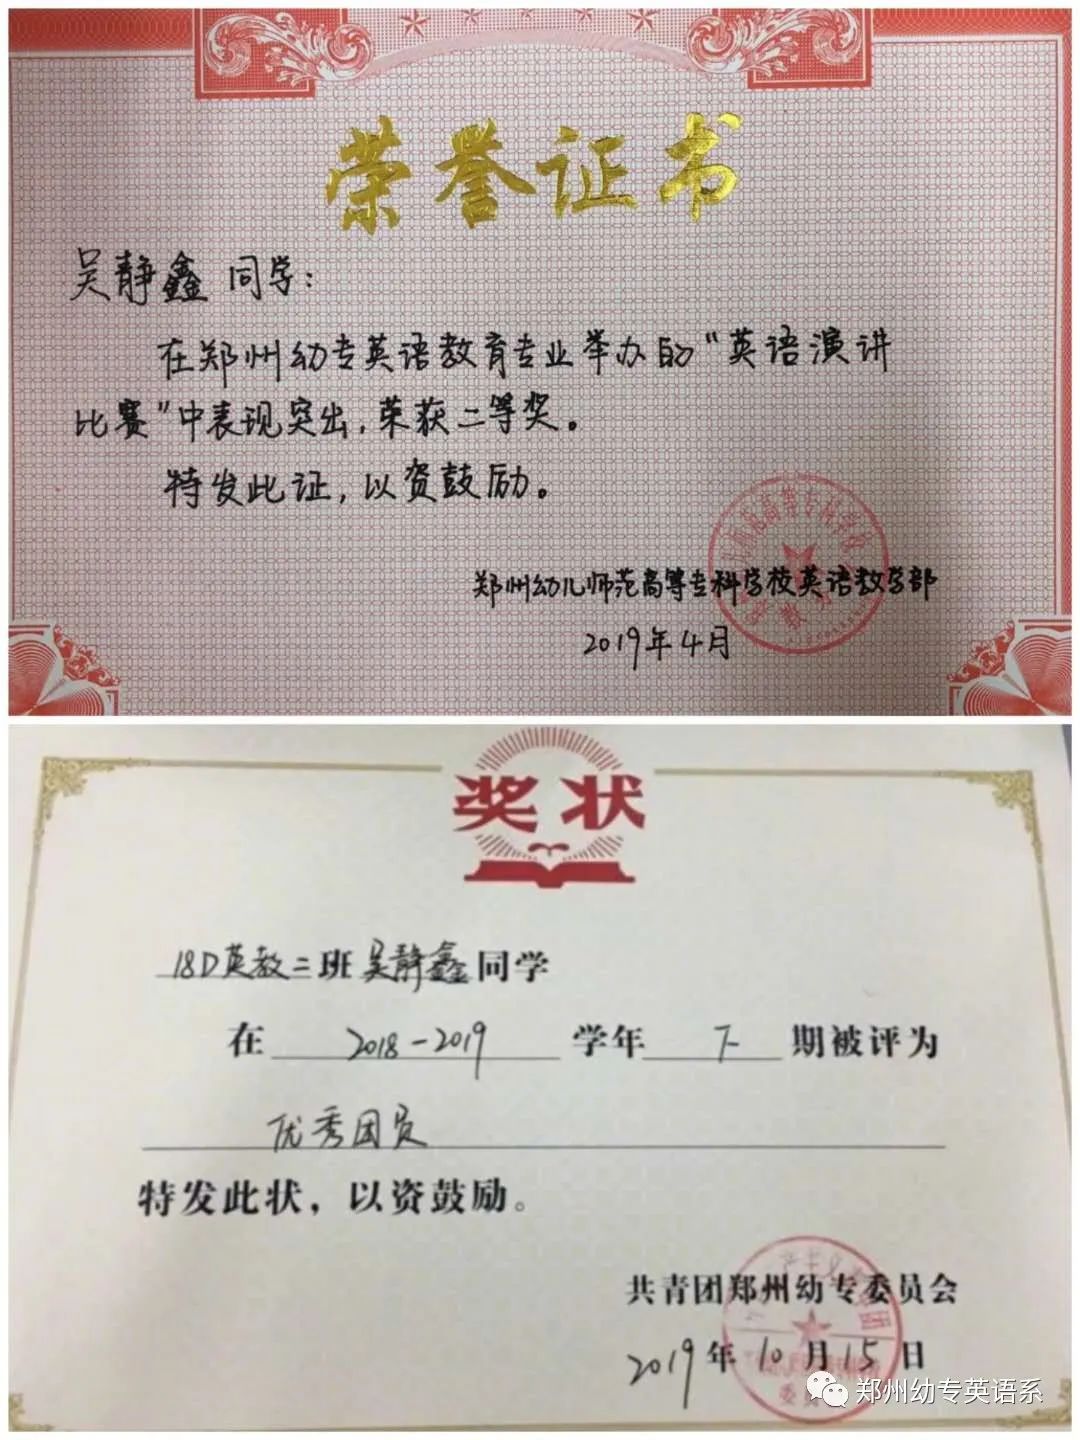 荣誉证书
吴静鑫 同学：
在郑州幼专英语教育专业举办的“英语演讲
比赛”中表现突出，荣获二等奖。
特发此证，以资鼓励。
郑州幼儿师范高等专科学校英语教学部
2019年4月
奖状
18D英教二班吴静鑫同学
在 2018-2019 学年 下 期被评为
优秀团员
特发此状，以资鼓励。
共青团郑州幼专委员会
2019年10月15日
郑州幼专英语系